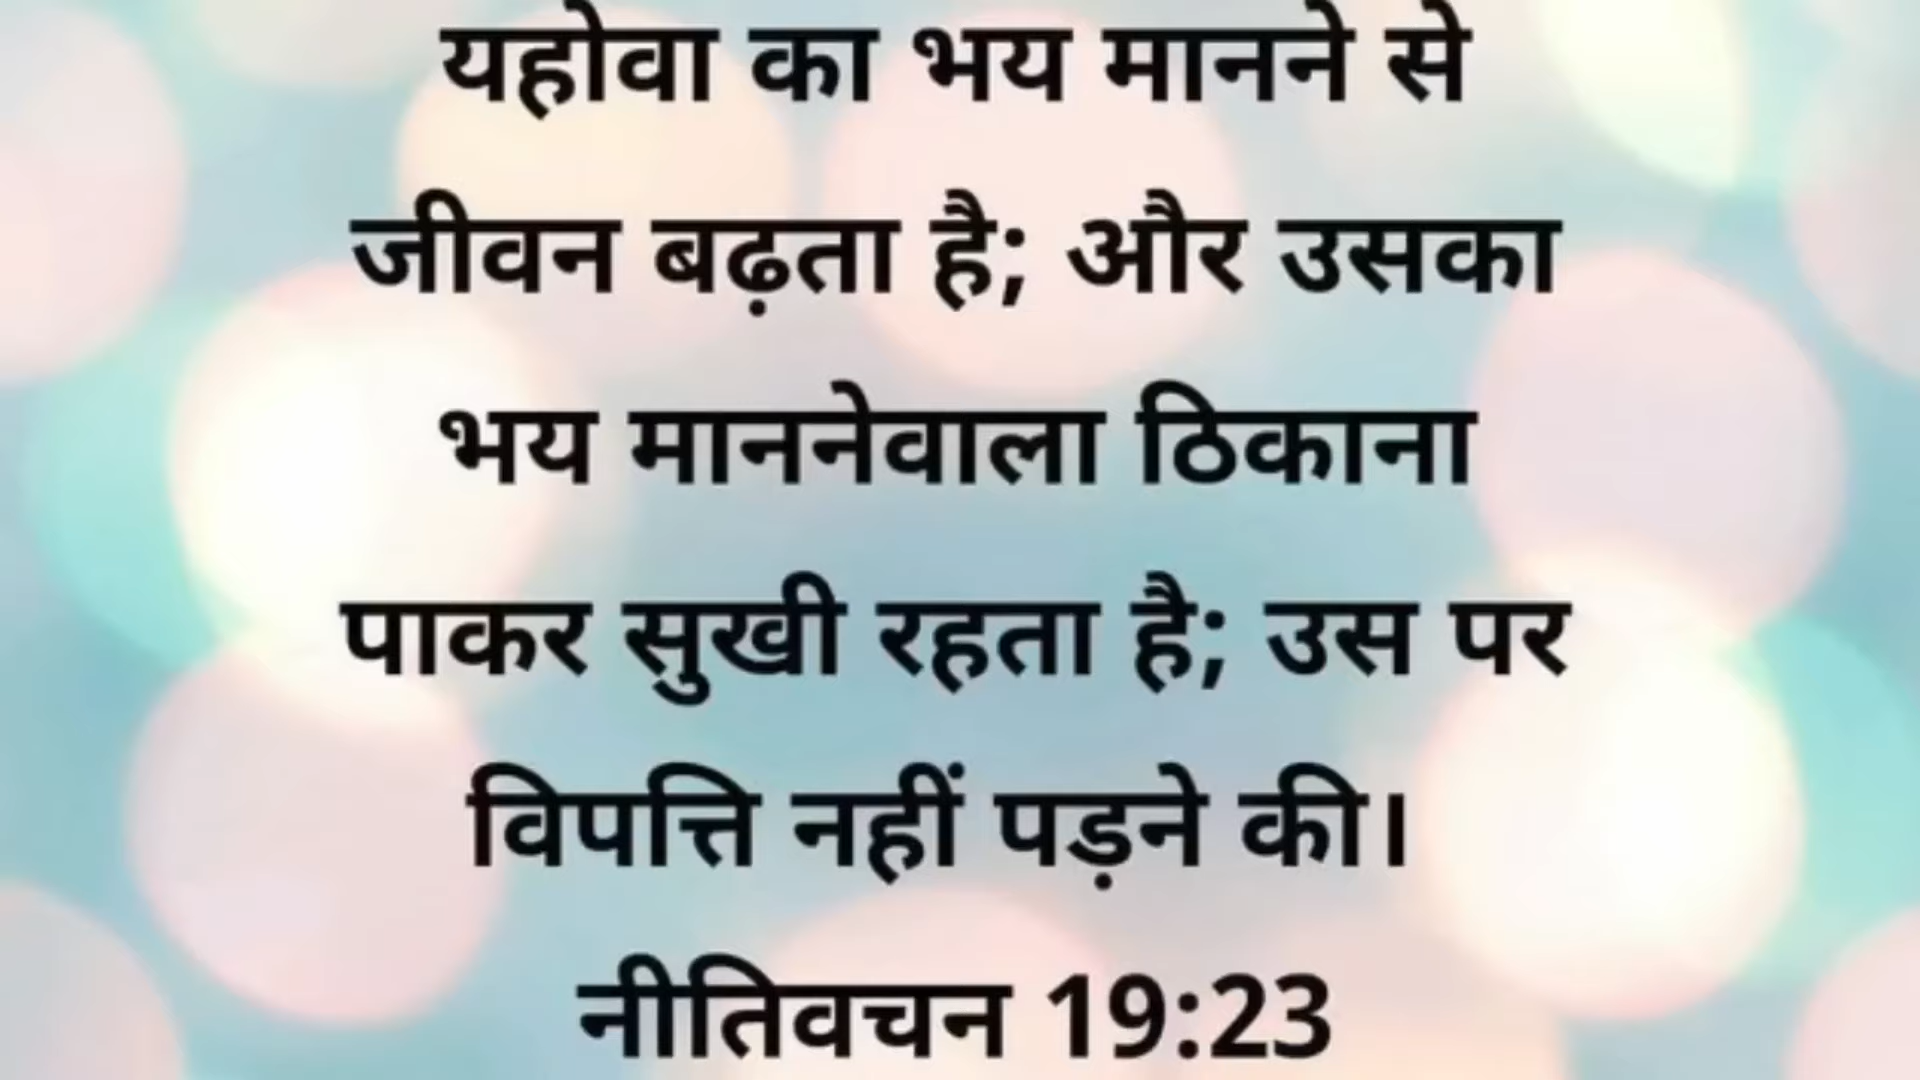 यहोवा का भय मानने से
जीवन बढ़ता है; और उसका
भय माननेवाला ठिकाना
पाकर सुखी रहता है; उस पर
विपत्ति नहीं पड़ने की।
नीतिवचन 19:23